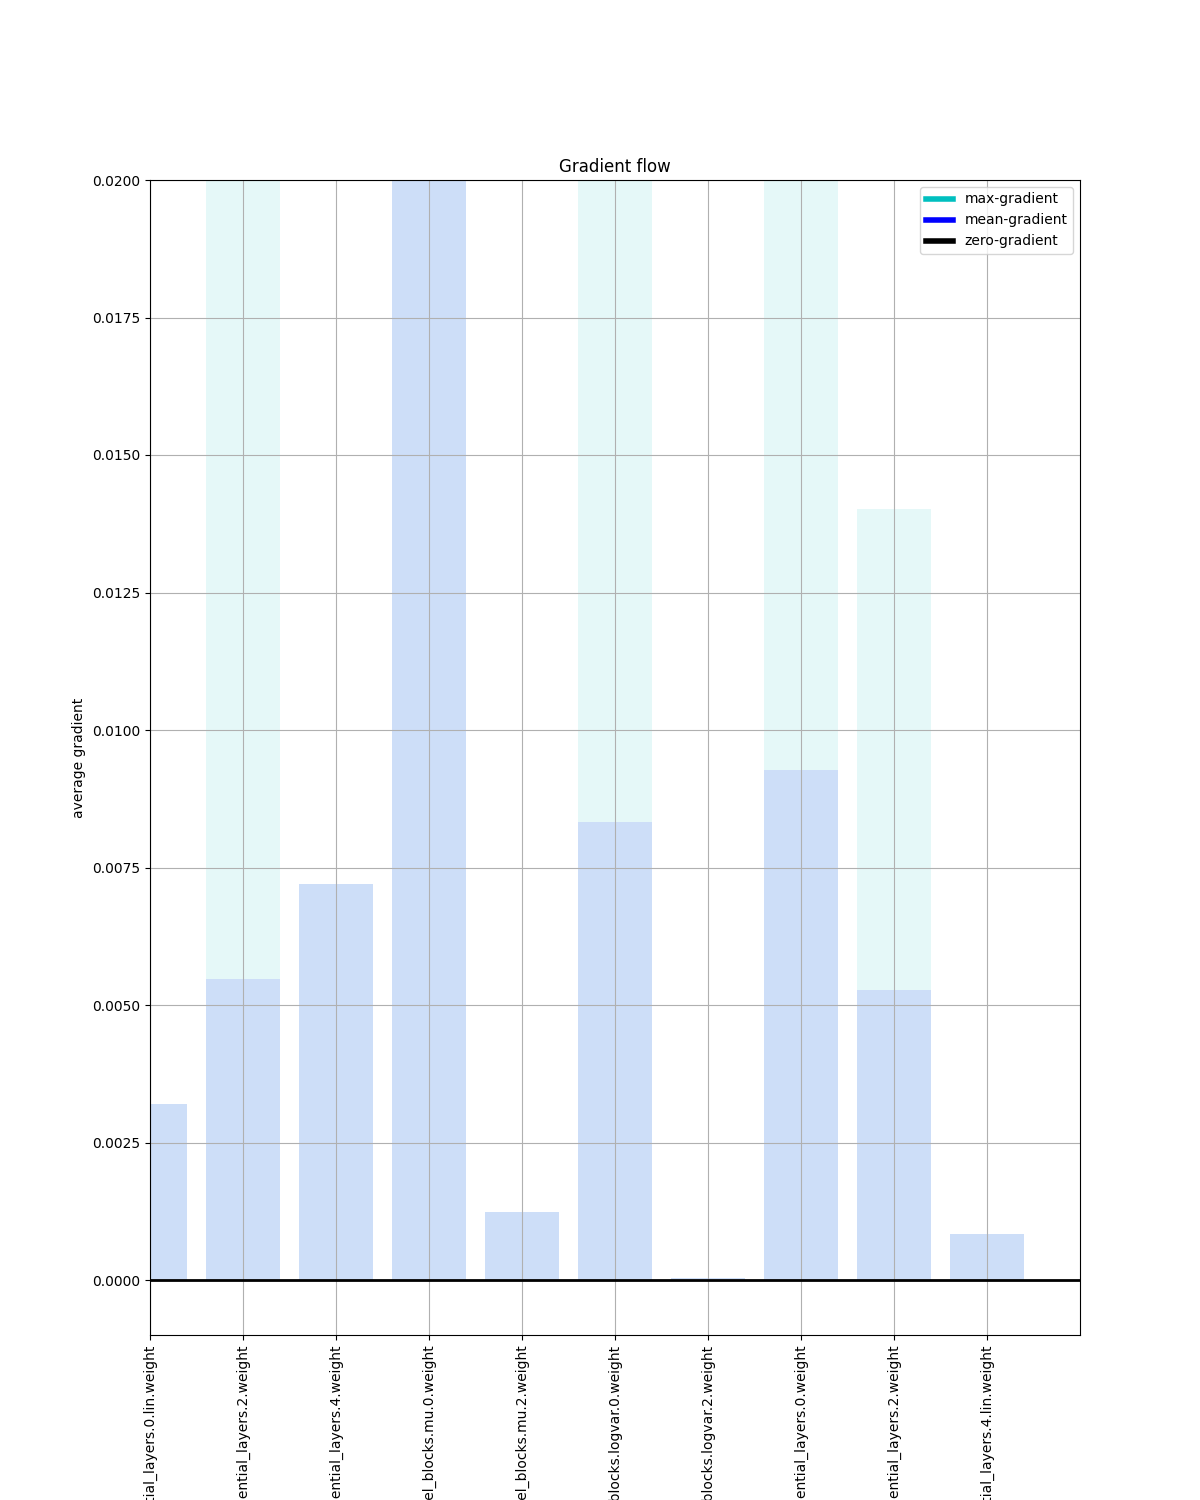 Gradient flow
max-gradient
mean-gradient
zero-gradient
0.0200
0.0175
0.0150
0.0125
0.0100
0.0075
0.0050
0.0025
0.0000
average gradient
tial_layers.0.lin.weight
ential_layers.2.weight
ential_layers.4.weight
el_blocks.mu.0.weight
el_blocks.mu.2.weight
blocks.logvar.0.weight
blocks.logvar.2.weight
ential_layers.0.weight
ential_layers.2.weight
tial_layers.4.lin.weight